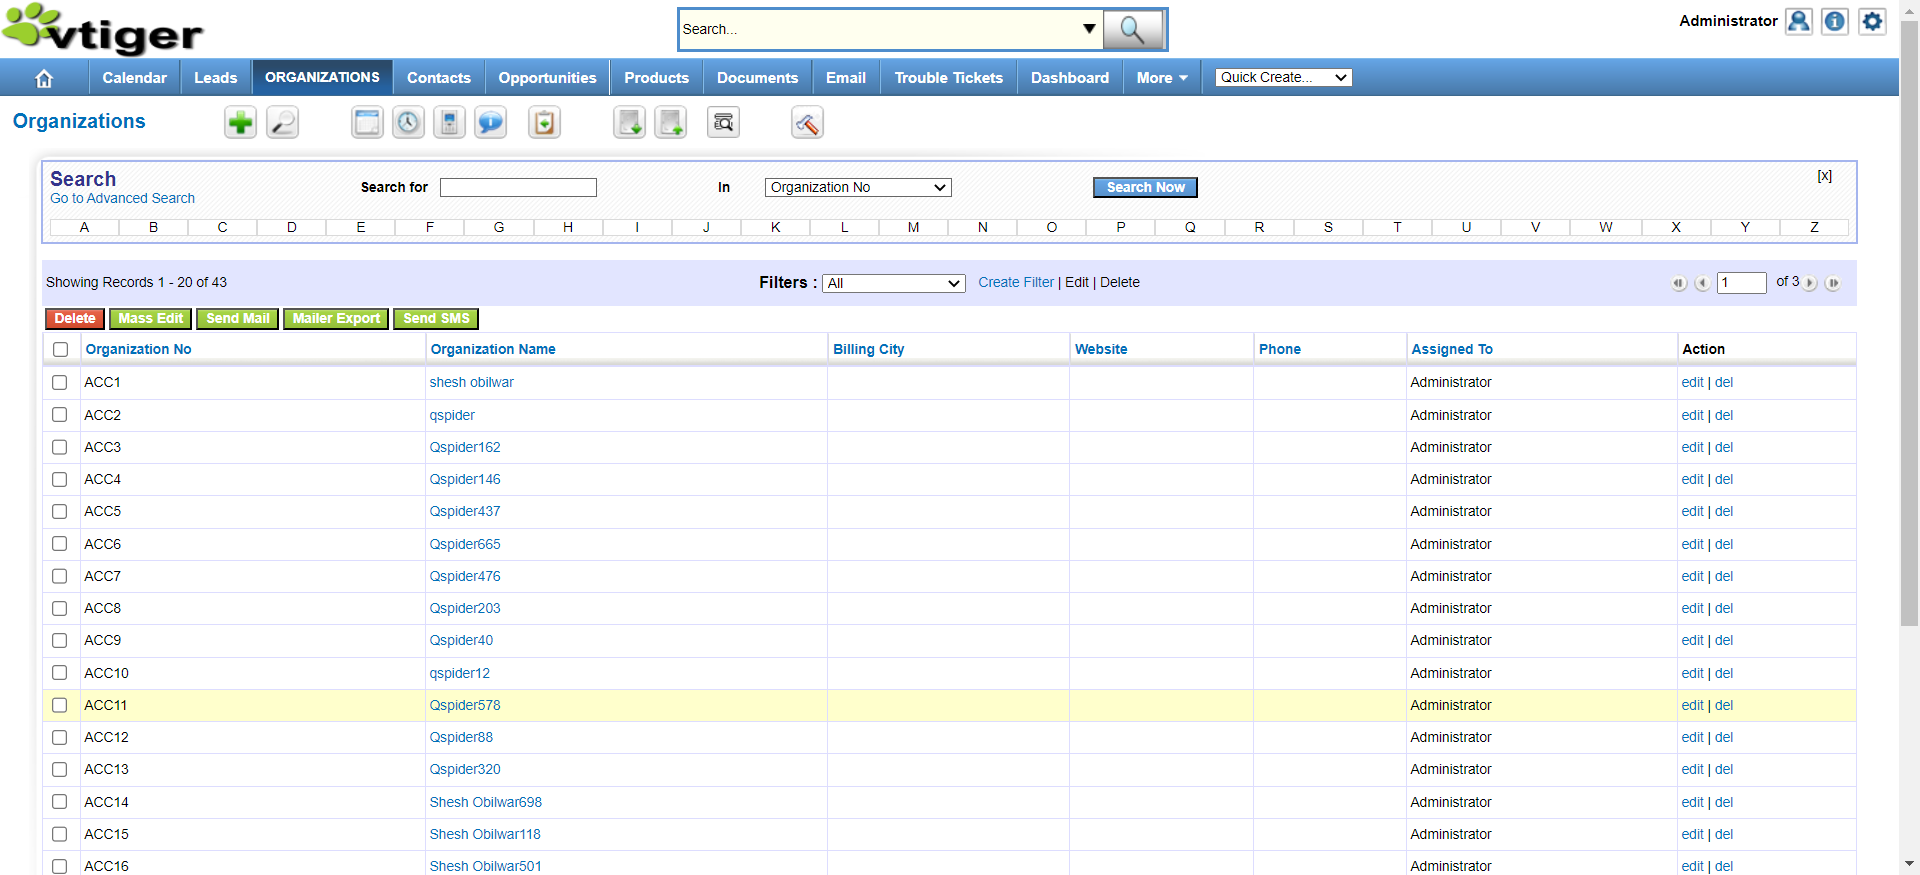 vtiger
Search...
Administrator
Calendar Leads ORGANIZATIONS Contacts Opportunities Products Documents Email Trouble Tickets Dashboard More Quick Create...
Organizations
Search
Go to Advanced Search
Search for In Organization No Search Now [x]
A B C D E F G H I J K L M N O P Q R S T U V W X Y Z
Showing Records 1 - 20 of 43 Filters : All Create Filter | Edit | Delete 1 of 3
Delete Mass Edit Send Mail Mailer Export Send SMS
Organization No Organization Name Billing City Website Phone Assigned To Action
ACC1 shesh obilwar Administrator edit | del
ACC2 qspider Administrator edit | del
ACC3 Qspider162 Administrator edit | del
ACC4 Qspider146 Administrator edit | del
ACC5 Qspider437 Administrator edit | del
ACC6 Qspider665 Administrator edit | del
ACC7 Qspider476 Administrator edit | del
ACC8 Qspider203 Administrator edit | del
ACC9 Qspider40 Administrator edit | del
ACC10 qspider12 Administrator edit | del
ACC11 Qspider578 Administrator edit | del
ACC12 Qspider88 Administrator edit | del
ACC13 Qspider320 Administrator edit | del
ACC14 Shesh Obilwar698 Administrator edit | del
ACC15 Shesh Obilwar118 Administrator edit | del
ACC16 Shesh Obilwar501 Administrator edit | del